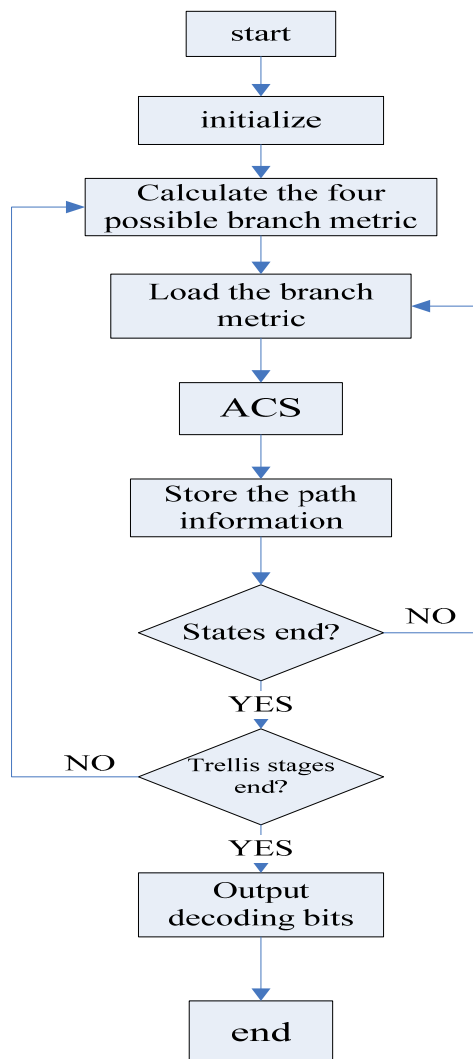 start
initialize
Calculate the four
possible branch metric
Load the branch
metric
ACS
Store the path
information
States end?
NO
YES
NO
Trellis stages
end?
YES
Output
decoding bits
end